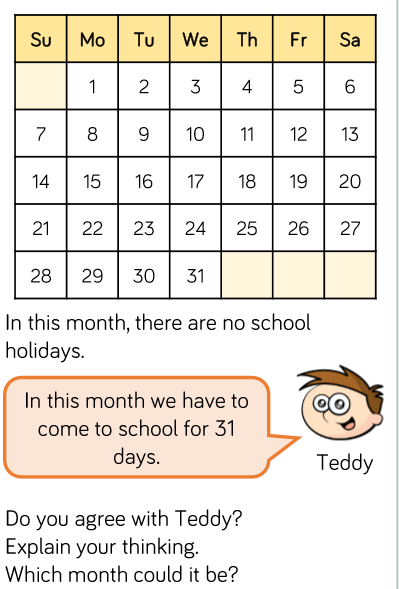 Su Mo Tu We Th Fr Sa
1 2 3 4 5 6
7 8 9 10 11 12 13
14 15 16 17 18 19 20
21 22 23 24 25 26 27
28 29 30 31
In this month, there are no school
holidays.
In this month we have to
come to school for 31
days.
Teddy
Do you agree with Teddy?
Explain your thinking.
Which month could it be?